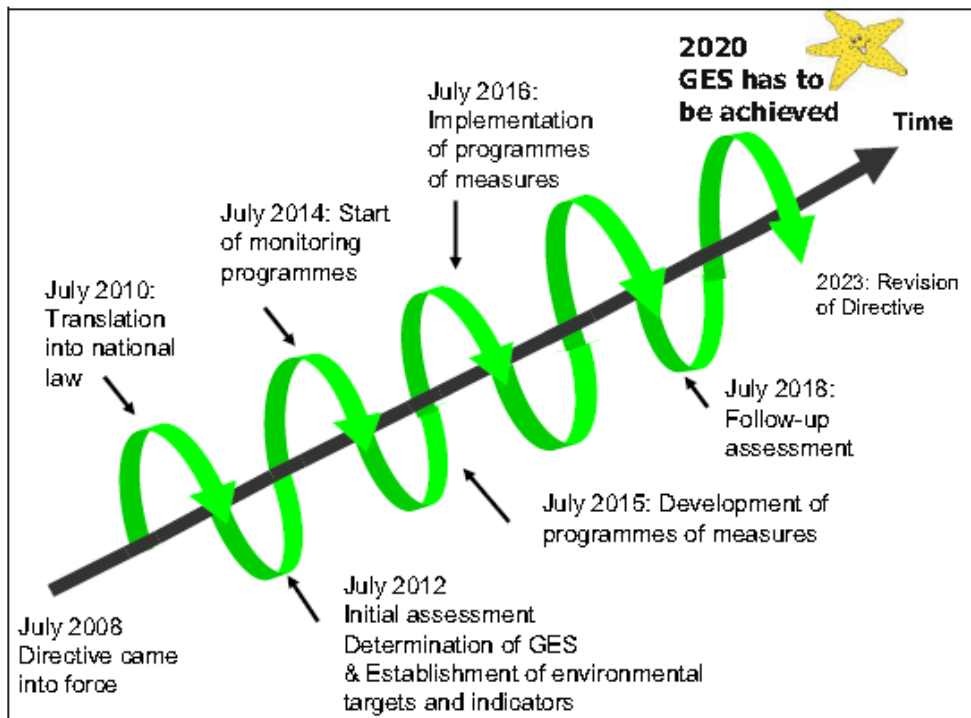 2020
GES has to
be achieved
Time
July 2016:
Implementation
of programmes
of measures
July 2014: Start
of monitoring
programmes
July 2010:
Translation
into national
law
2023: Revision
of Directive
July 2018:
Follow-up
assessment
July 2015: Development of
programmes of measures
July 2012
Initial assessment
Determination of GES
& Establishment of environmental
targets and indicators
July 2008
Directive came
into force